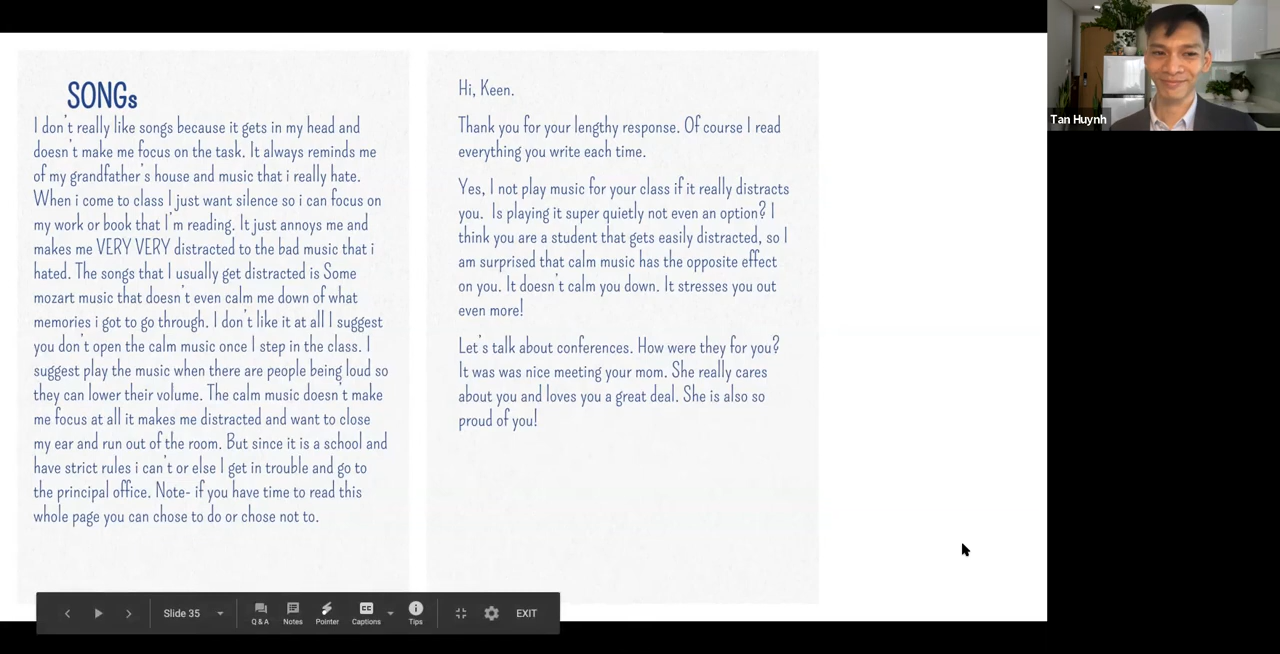 SONGs
I don't really like songs because it gets in my head and
doesn't make me focus on the task. It always reminds me
of my grandfather's house and music that i really hate.
When i come to class I just want silence so i can focus on
my work or book that I'm reading. It just annoys me and
makes me VERY VERY distracted to the bad music that i
hated. The songs that I usually get distracted is Some
mozart music that doesn't even calm me down of what
memories i got to go through. I don't like it at all I suggest
you don't open the calm music once I step in the class. I
suggest play the music when there are people being loud so
they can lower their volume. The calm music doesn't make
me focus at all it makes me distracted and want to close
my ear and run out of the room. But since it is a school and
have strict rules i can't or else I get in trouble and go to
the principal office. Note- if you have time to read this
whole page you can chose to do or chose not to.
Hi, Keen.
Thank you for your lengthy response. Of course I read
everything you write each time.
Yes, I not play music for your class if it really distracts
you. Is playing it super quietly not even an option? I
think you are a student that gets easily distracted, so I
am surprised that calm music has the opposite effect
on you. It doesn't calm you down. It stresses you out
even more!
Let's talk about conferences. How were they for you?
It was was nice meeting your mom. She really cares
about you and loves you a great deal. She is also so
proud of you!
Tan Huynh
Slide 35
Q & A
Notes
Pointer
CC
Captions
Tips
EXIT